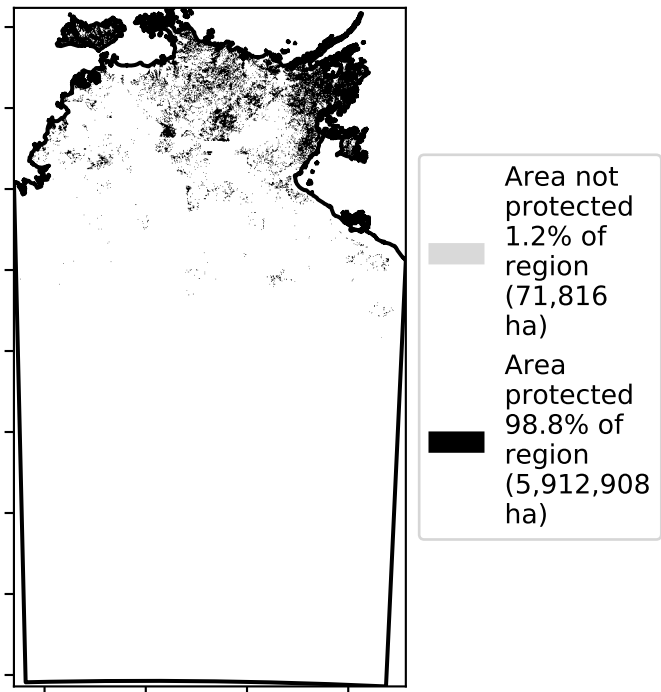 Area not
protected
1.2% of
region
(71,816
ha)
Area
protected
98.8% of
region
(5,912,908
ha)